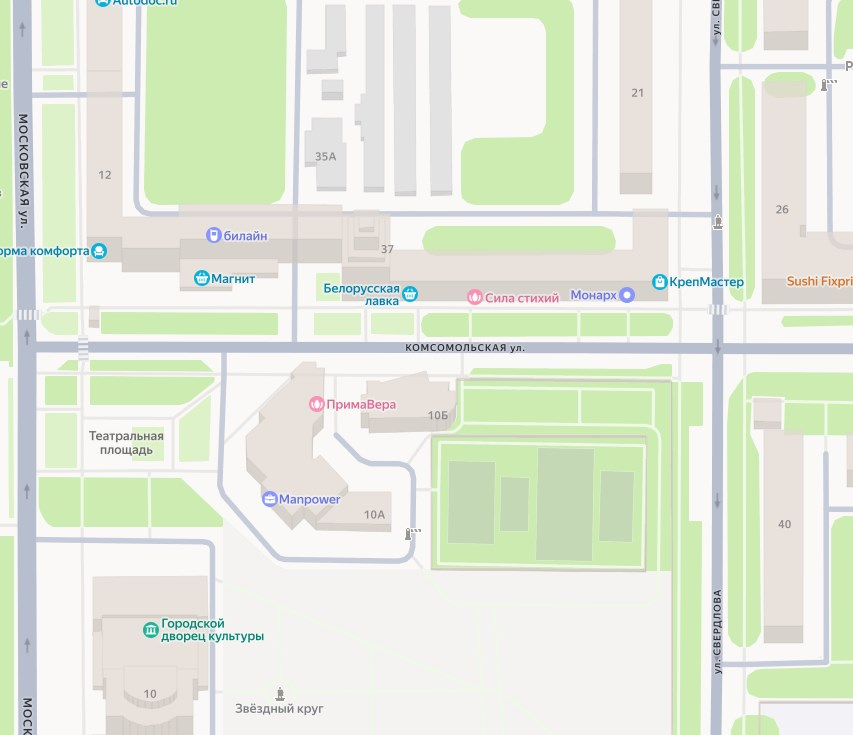 Autodoc.ru
ул. СВЕ
МОСКОВСКАЯ ул.
21
35А
12
26
билайн
37
орма комфорта
Магнит
Белорусская
лавка
Сила стихий
Монарх
КрепМастер
Sushi Fixpri
КОМСОМОЛЬСКАЯ ул.
ПримаВера
10Б
Театральная
площадь
Manpower
10А
40
ул. СВЕРДЛОВА
Городской
дворец культуры
10
Звёздный круг
МОСК